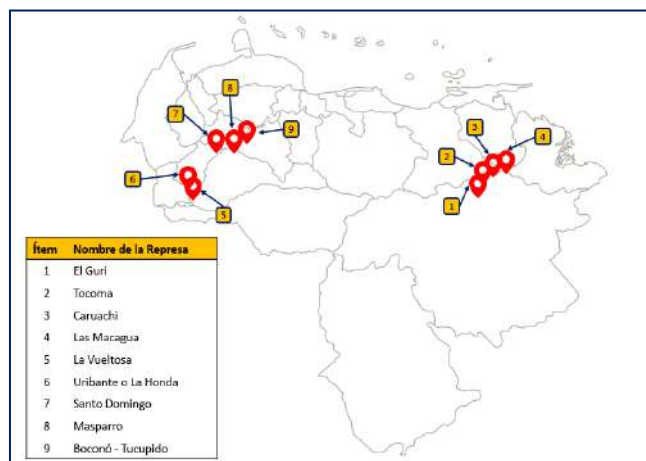 8
7
9
3
4
2
6
1
5
Ítem Nombre de la Represa
1 El Guri
2 Tocoma
3 Caruachi
4 Las Macagua
5 La Vueltosa
6 Uribante o La Honda
7 Santo Domingo
8 Masparro
9 Boconó - Tucupido